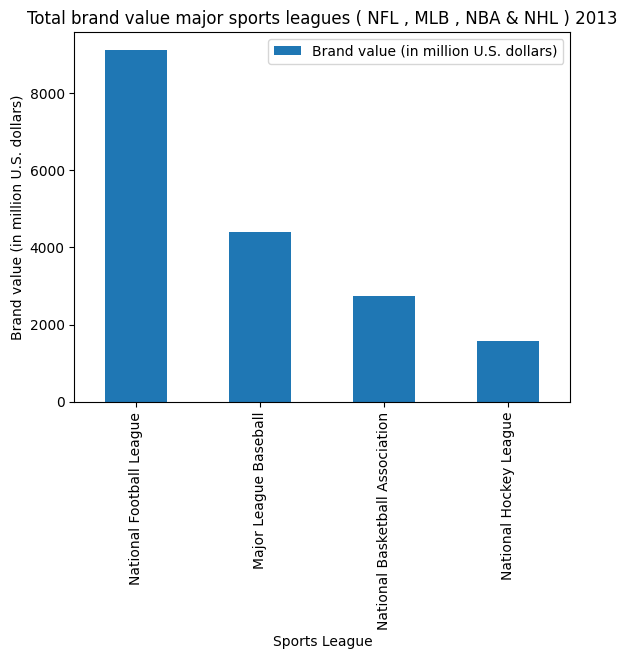 Total brand value major sports leagues ( NFL , MLB , NBA & NHL ) 2013
Brand value (in million U.S. dollars)
Brand value (in million U.S. dollars)
8000
6000
4000
2000
0
National Football League
Major League Baseball
National Basketball Association
National Hockey League
Sports League